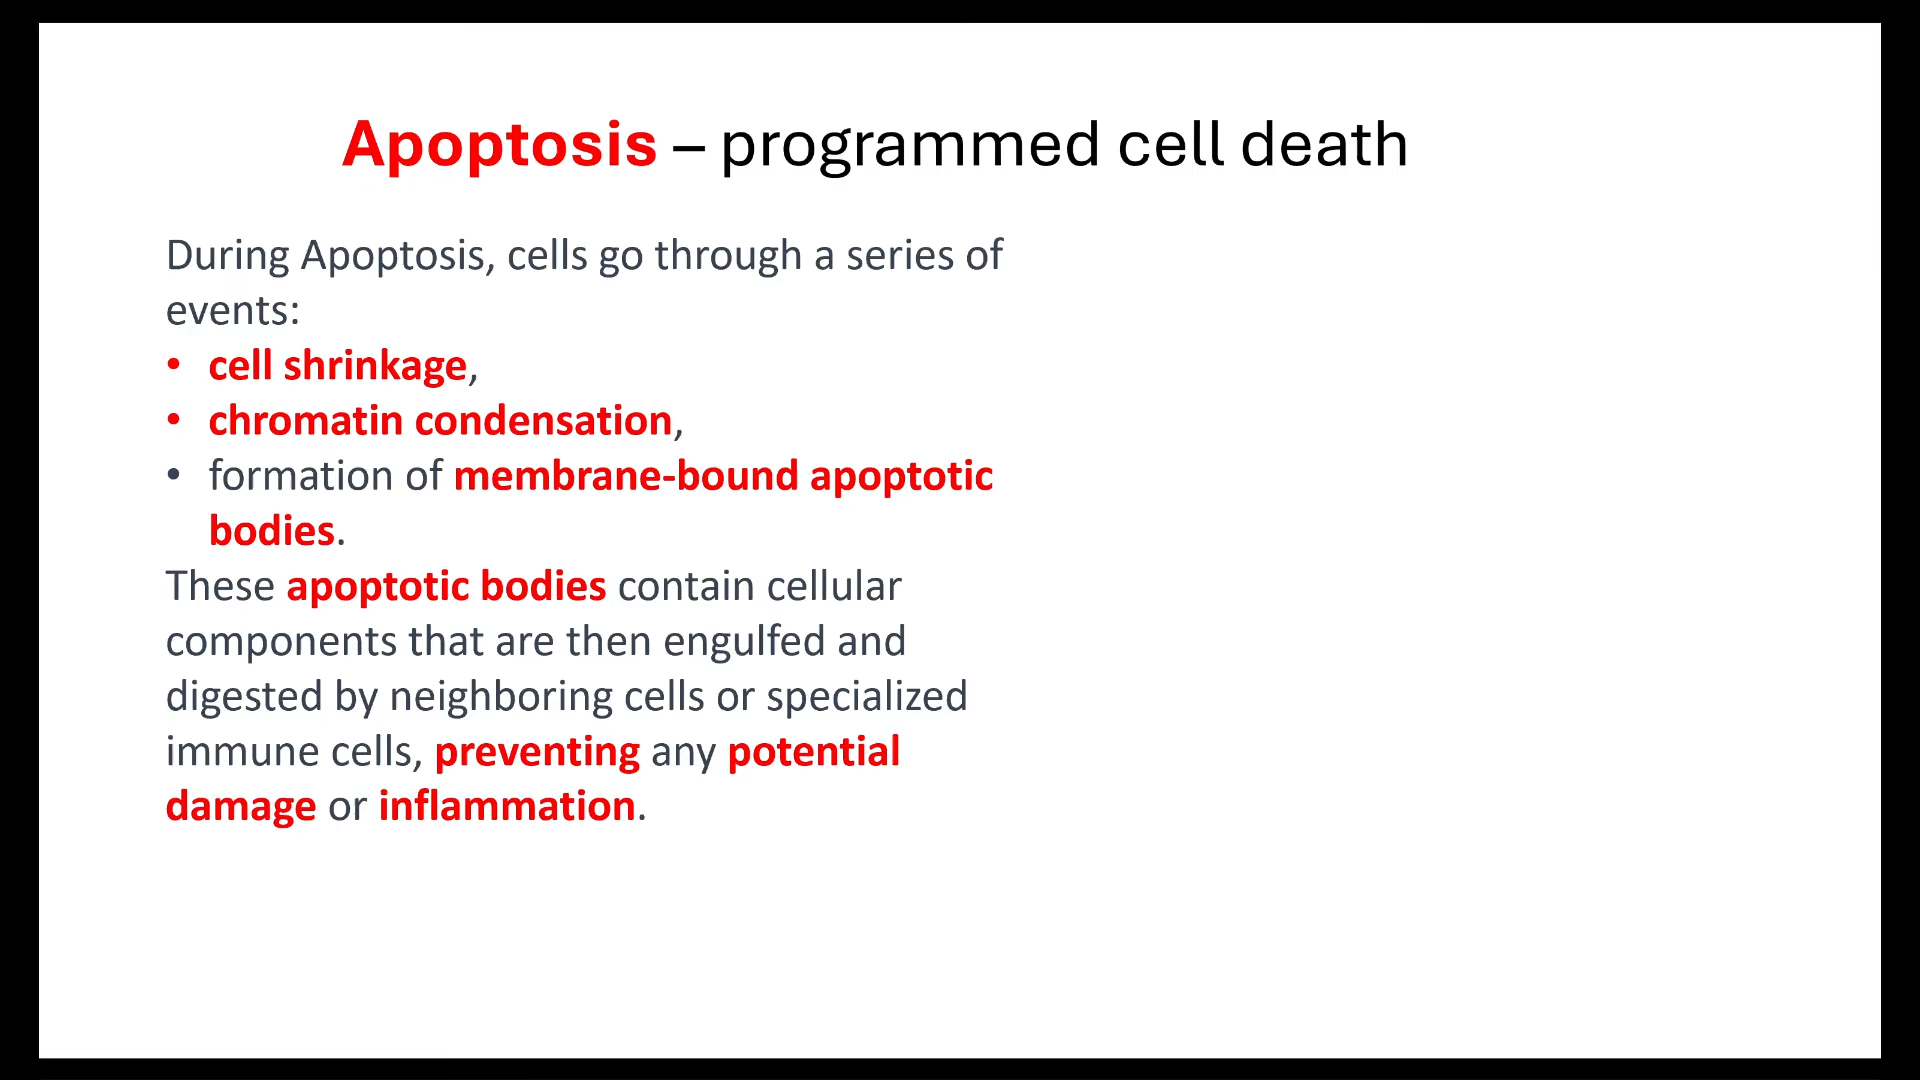 Apoptosis – programmed cell death
During Apoptosis, cells go through a series of
events:
• cell shrinkage,
• chromatin condensation,
• formation of membrane-bound apoptotic
bodies.
These apoptotic bodies contain cellular
components that are then engulfed and
digested by neighboring cells or specialized
immune cells, preventing any potential
damage or inflammation.